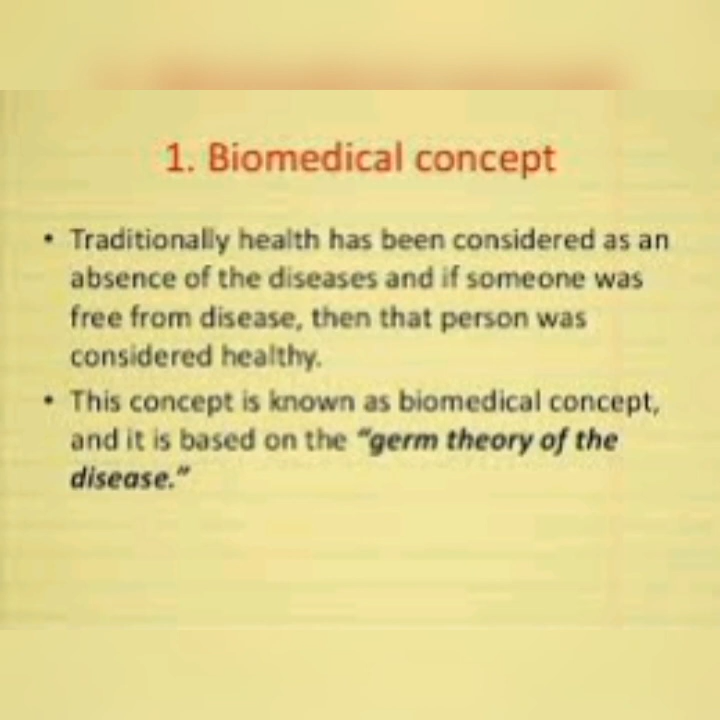 1. Biomedical concept
• Traditionally health has been considered as an
absence of the diseases and if someone was
free from disease, then that person was
considered healthy.
• This concept is known as biomedical concept,
and it is based on the “germ theory of the
disease.”